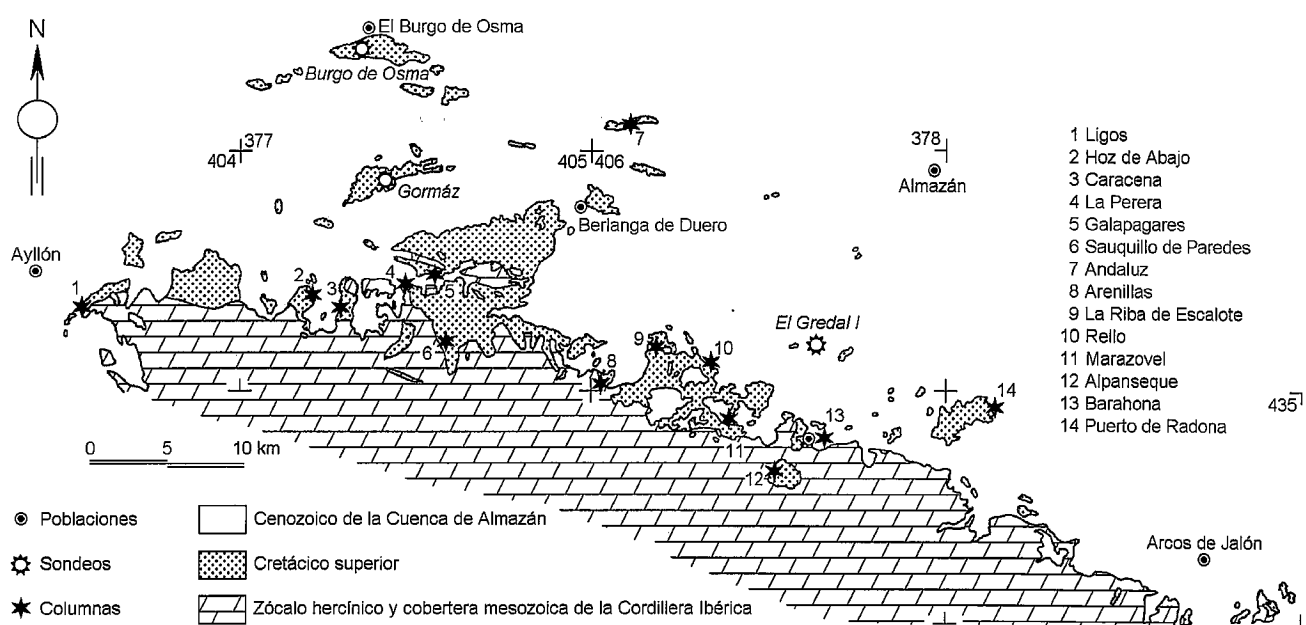 N
El Burgo de Osma
Burgo de Osma
377
404
405
406
7
378
Gormáz
Almazán
Berlanga de Duero
Ayllón
1
2
3
4
5
6
8
9
10
El Gredal I
11
12
13
14
435
1 Ligos
2 Hoz de Abajo
3 Caracena
4 La Perera
5 Galapagares
6 Sauquillo de Paredes
7 Andaluz
8 Arenillas
9 La Riba de Escalote
10 Rello
11 Marazovel
12 Alpanseque
13 Barahona
14 Puerto de Radona
0 5 10 km
Arcos de Jalón
Poblaciones
Sondeos
Columnas
Cenozoico de la Cuenca de Almazán
Cretácico superior
Zócalo hercínico y cobertera mesozoica de la Cordillera Ibérica